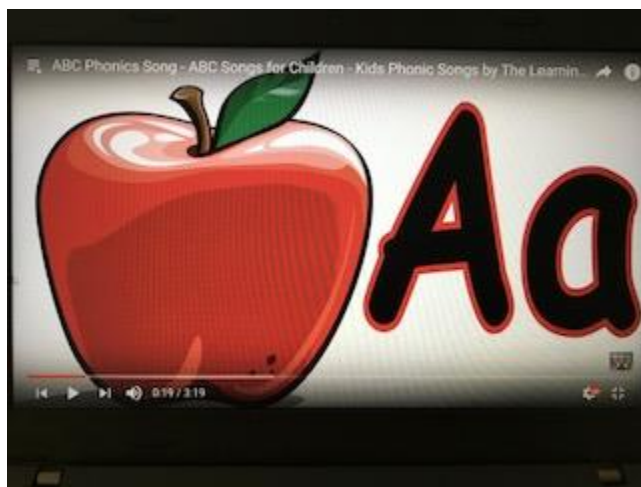 ABC Phonics Song - ABC Songs for Children - Kids Phonic Songs by The Learnin...
Aa
0:19 / 3:19